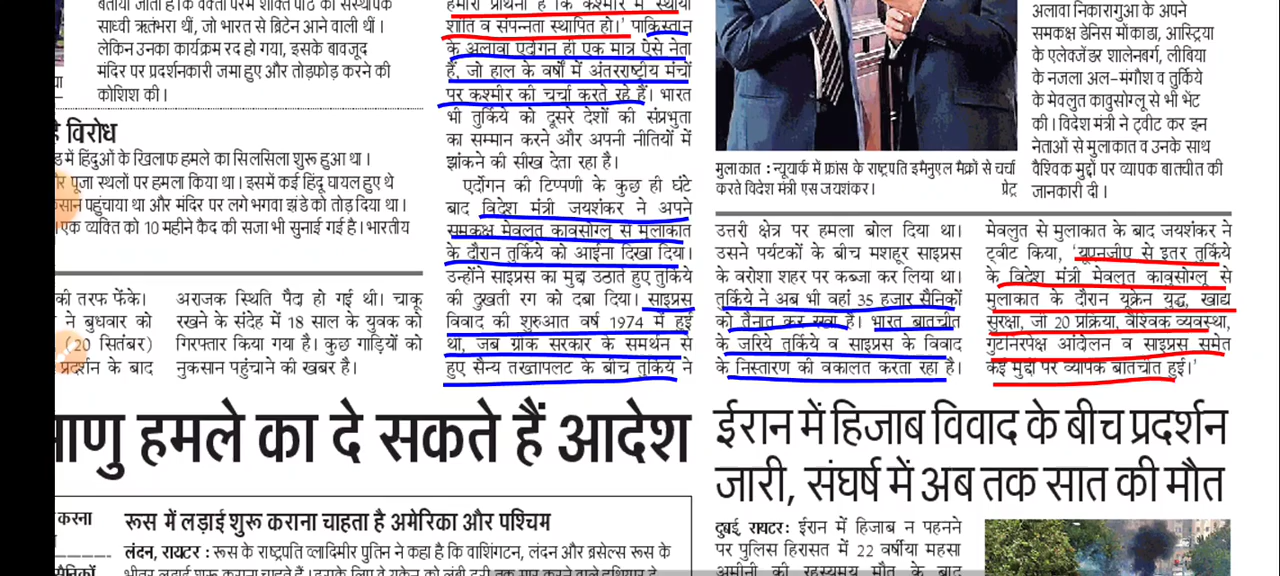 बताया जाता है कि वक्ता परम शक्ति पीठ की संस्थापक
साध्वी ऋतंभरा थीं, जो भारत से ब्रिटेन आने वाली थीं।
लेकिन उनका कार्यक्रम रद हो गया, इसके बावजूद
मंदिर पर प्रदर्शनकारी जमा हुए और तोड़फोड़ करने की
कोशिश की।
विरोध
में हिंदुओं के खिलाफ हमले का सिलसिला शुरू हुआ था।
पूजा स्थलों पर हमला किया था। इसमें कई हिंदू घायल हुए थे
पहुंचाया था और मंदिर पर लगे भगवा झंडे को तोड़ दिया था।
एक व्यक्ति को 10 महीने कैद की सजा भी सुनाई गई है। भारतीय
की तरफ फेंके।
ने बुधवार को
(20 सितंबर)
प्रदर्शन के बाद
अराजक स्थिति पैदा हो गई थी। चाकू
रखने के संदेह में 18 साल के युवक को
गिरफ्तार किया गया है। कुछ गाड़ियों को
नुकसान पहुंचाने की खबर है।
हमारी प्रार्थना है कि कश्मीर में स्थायी
शांति व संपन्नता स्थापित हो।' पाकिस्तान
के अलावा एर्दोगन ही एक मात्र ऐसे नेता
हैं, जो हाल के वर्षों में अंतरराष्ट्रीय मंचों
पर कश्मीर की चर्चा करते रहे हैं। भारत
भी तुर्किये को दूसरे देशों की संप्रभुता
का सम्मान करने और अपनी नीतियों में
झांकने की सीख देता रहा है।
एर्दोगन की टिप्पणी के कुछ ही घंटे
बाद विदेश मंत्री जयशंकर ने अपने
समकक्ष मेवलुत कावुसोग्लू से मुलाकात
के दौरान तुर्किये को आईना दिखा दिया।
उन्होंने साइप्रस का मुद्दा उठाते हुए तुर्किये
की दुखती रग को दबा दिया। साइप्रस
विवाद की शुरुआत वर्ष 1974 में हुई
था, जब ग्रीक सरकार के समर्थन से
हुए सैन्य तख्तापलट के बीच तुर्किये ने
मुलाकात : न्यूयार्क में फ्रांस के राष्ट्रपति इमैनुएल मैक्रों से चर्चा
करते विदेश मंत्री एस जयशंकर। प्रेट्र
उत्तरी क्षेत्र पर हमला बोल दिया था।
उसने पर्यटकों के बीच मशहूर साइप्रस
के वरोशा शहर पर कब्जा कर लिया था।
तुर्किये ने अब भी वहां 35 हजार सैनिकों
को तैनात कर रखा है। भारत बातचीत
के जरिये तुर्किये व साइप्रस के विवाद
के निस्तारण की वकालत करता रहा है।
अलावा निकारागुआ के अपने
समकक्ष डेनिस मोंकाडा, आस्ट्रिया
के एलेक्जेंडर शालेनबर्ग, लीबिया
के नजला अल-मंगौश व तुर्किये
के मेवलुत कावुसोग्लू से भी भेंट
की। विदेश मंत्री ने ट्वीट कर इन
नेताओं से मुलाकात व उनके साथ
वैश्विक मुद्दों पर व्यापक बातचीत की
जानकारी दी।
मेवलुत से मुलाकात के बाद जयशंकर ने
ट्वीट किया, 'यूएनजीए से इतर तुर्किये
के विदेश मंत्री मेवलुत कावुसोग्लू से
मुलाकात के दौरान यूक्रेन युद्ध, खाद्य
सुरक्षा, जी 20 प्रक्रिया, वैश्विक व्यवस्था,
गुटनिरपेक्ष आंदोलन व साइप्रस समेत
कई मुद्दों पर व्यापक बातचीत हुई।'
हमले का दे सकते हैं आदेश
करना
रूस में लड़ाई शुरू कराना चाहता है अमेरिका और पश्चिम
लंदन, रायटर : रूस के राष्ट्रपति व्लादिमीर पुतिन ने कहा है कि वाशिंगटन, लंदन और ब्रसेल्स रूस के
ईरान में हिजाब विवाद के बीच प्रदर्शन
जारी, संघर्ष में अब तक सात की मौत
दुबई, रायटर: ईरान में हिजाब न पहनने
पर पुलिस हिरासत में 22 वर्षीया महसा
अमीनी की रहस्यमय मौत के बाद